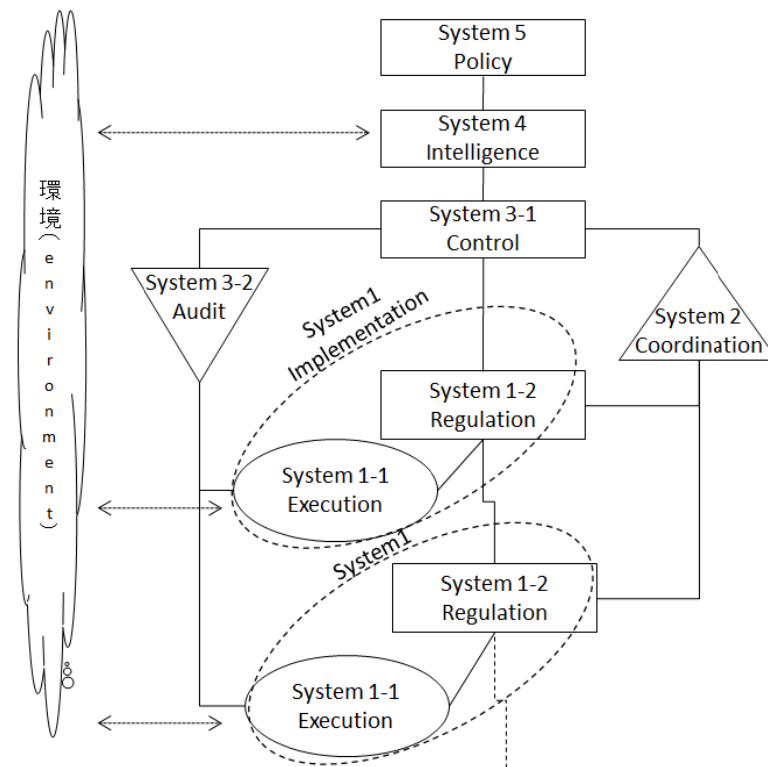 System 5
Policy
System 4
Intelligence
環境(environment)
System 3-1
Control
System 3-2
Audit
System1
Implementation
System 2
Coordination
System 1-2
Regulation
System 1-1
Execution
System1
System 1-2
Regulation
System 1-1
Execution